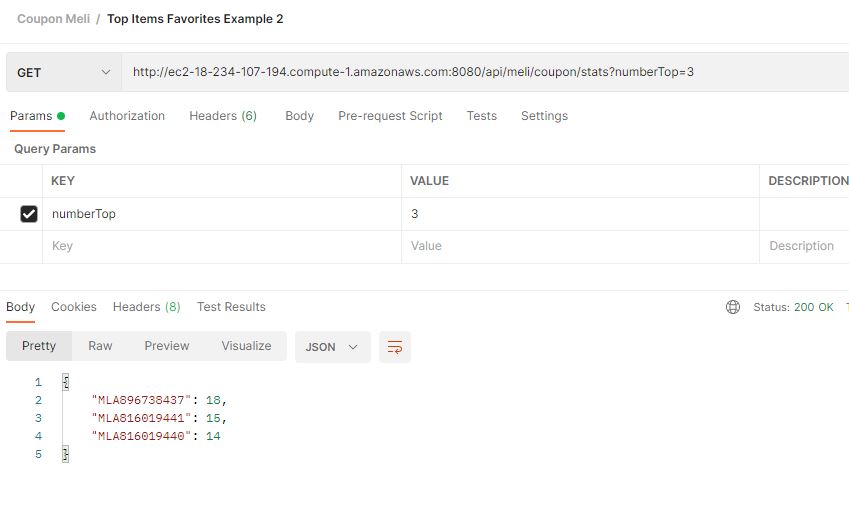 Coupon Meli / Top Items Favorites Example 2
GET http://ec2-18-234-107-194.compute-1.amazonaws.com:8080/api/meli/coupon/stats?numberTop=3
Params Authorization Headers (6) Body Pre-request Script Tests Settings
Query Params
KEY VALUE DESCRIPTION
numberTop 3
Key Value Description
Body Cookies Headers (8) Test Results Status: 200 OK
Pretty Raw Preview Visualize JSON
1 {
2 "MLA896738437": 18,
3 "MLA816019441": 15,
4 "MLA816019440": 14
5 }